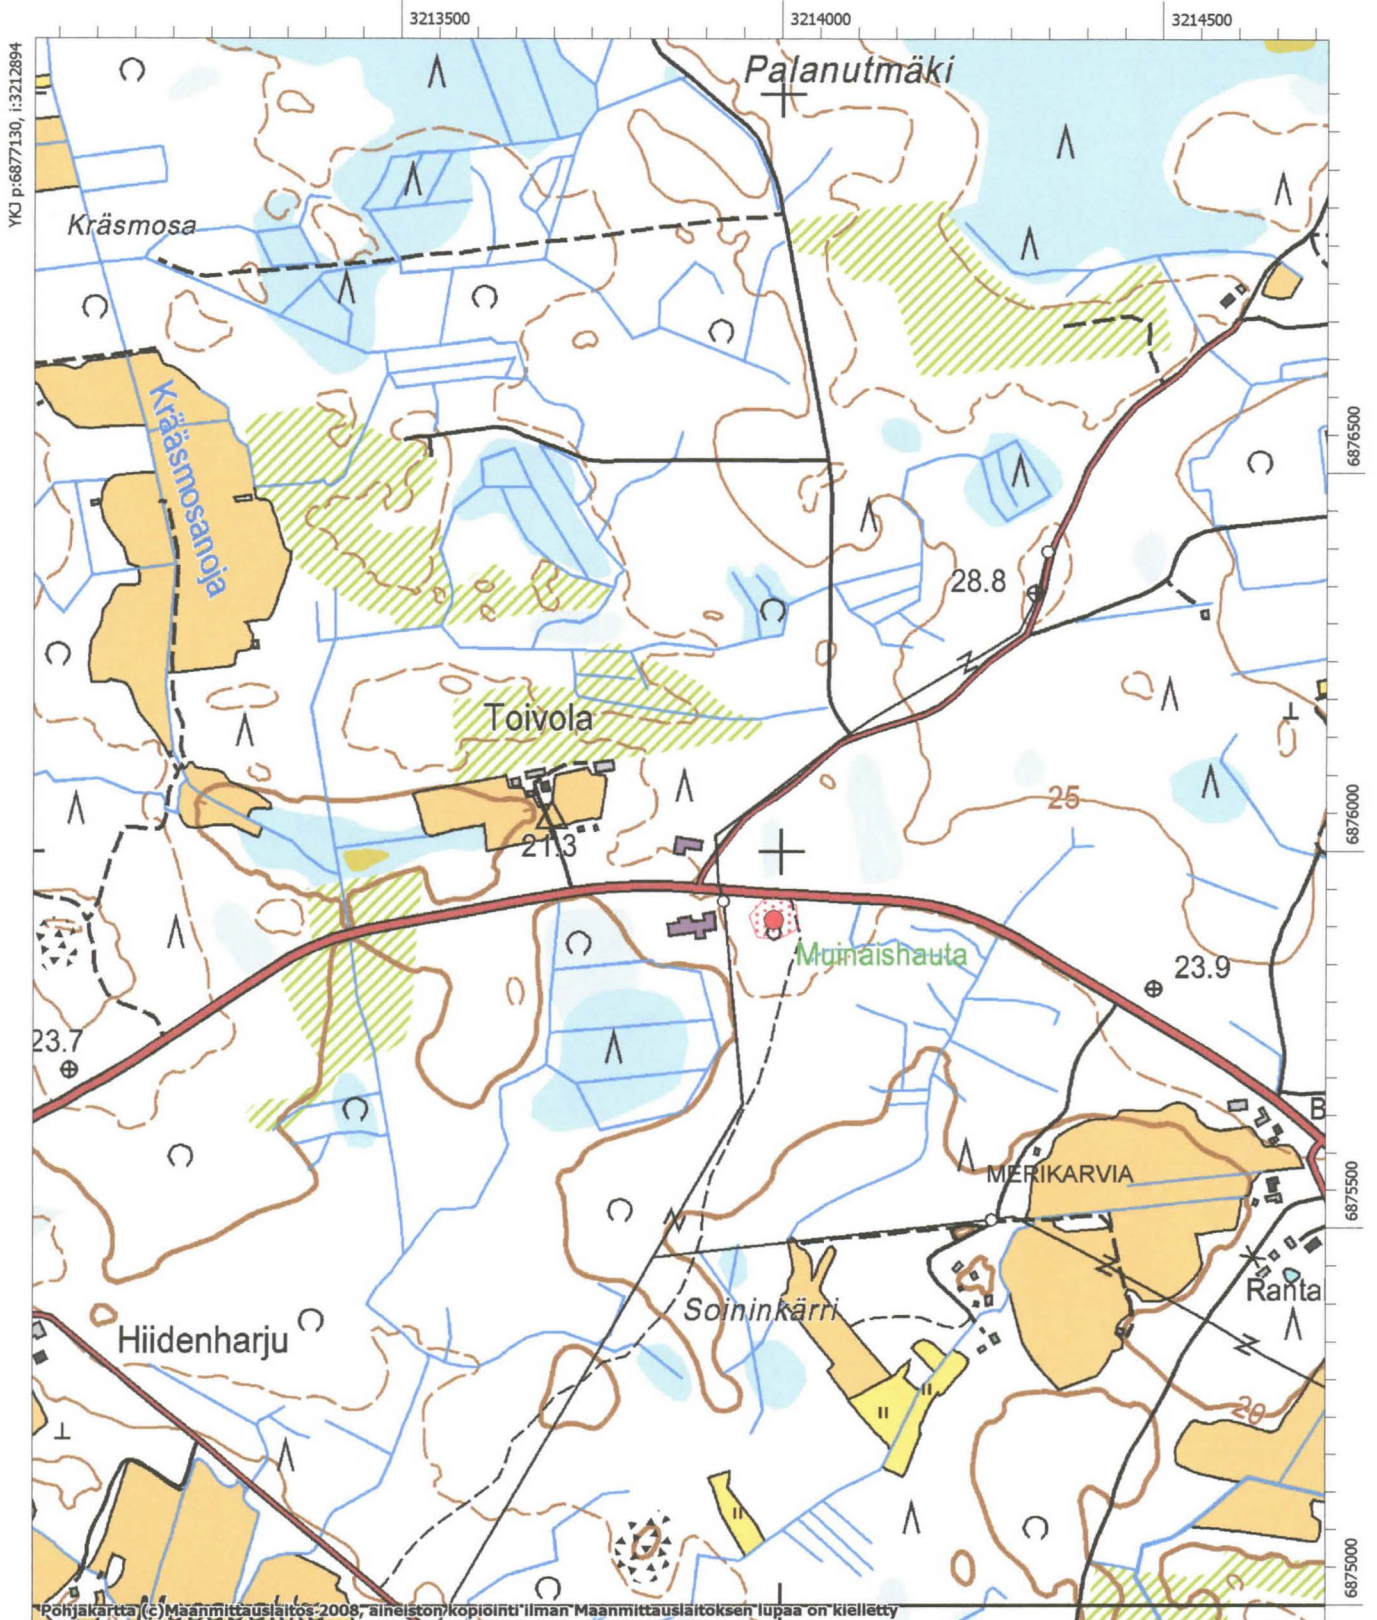 3213500
3214000
3214500
YKJ p:6877130, i:3212894
Palanutmäki
Kräsmosa
Krääsmosanoja
6876500
28.8
Toivola
25
6876000
21.3
Muinaishauta
23.9
23.7
B
MERIKARVIA
6875500
Ranta
Soininkärri
Hiidenharju
20
6875000
Pohjakartta (c) Maanmittauslaitos 2008, aineiston kopiointi ilman Maanmittauslaitoksen lupaa on kielletty